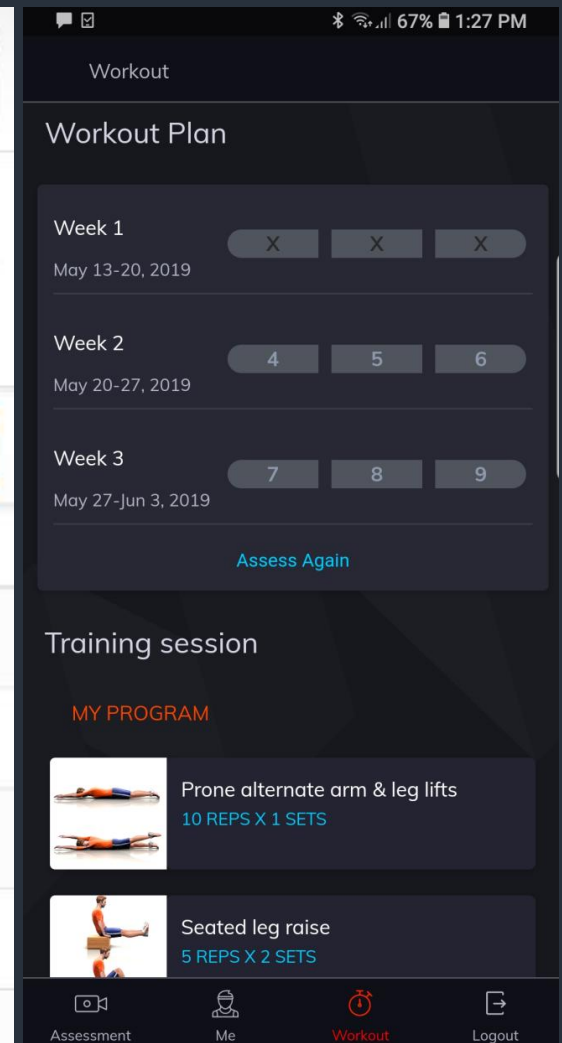 67% 1:27 PM
Workout
Workout Plan
Week 1
X X X
May 13-20, 2019
Week 2
4 5 6
May 20-27, 2019
Week 3
7 8 9
May 27-Jun 3, 2019
Assess Again
Training session
MY PROGRAM
Prone alternate arm & leg lifts
10 REPS X 1 SETS
Seated leg raise
5 REPS X 2 SETS
Assessment Me Workout Logout